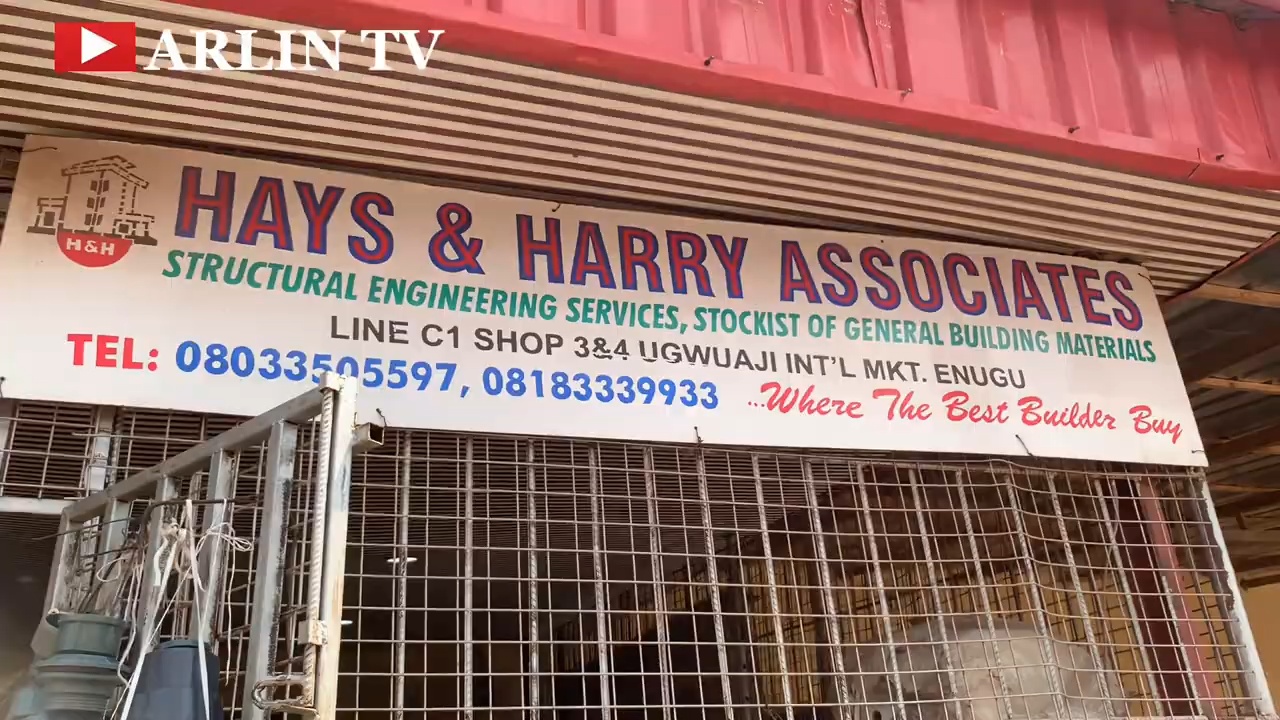 ARLIN TV
H&H
HAYS & HARRY ASSOCIATES
STRUCTURAL ENGINEERING SERVICES, STOCKIST OF GENERAL BUILDING MATERIALS
LINE C1 SHOP 3&4 UGWUAJI INT'L MKT. ENUGU
TEL: 08033505597, 08183339933
...Where The Best Builder Buy